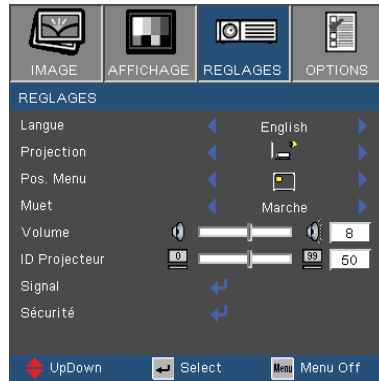 IMAGE AFFICHAGE REGLAGES OPTIONS
REGLAGES
Langue English
Projection
Pos. Menu
Muet Marche
Volume 8
ID Projecteur 0 99 50
Signal
Sécurité
UpDown Select Menu Menu Off